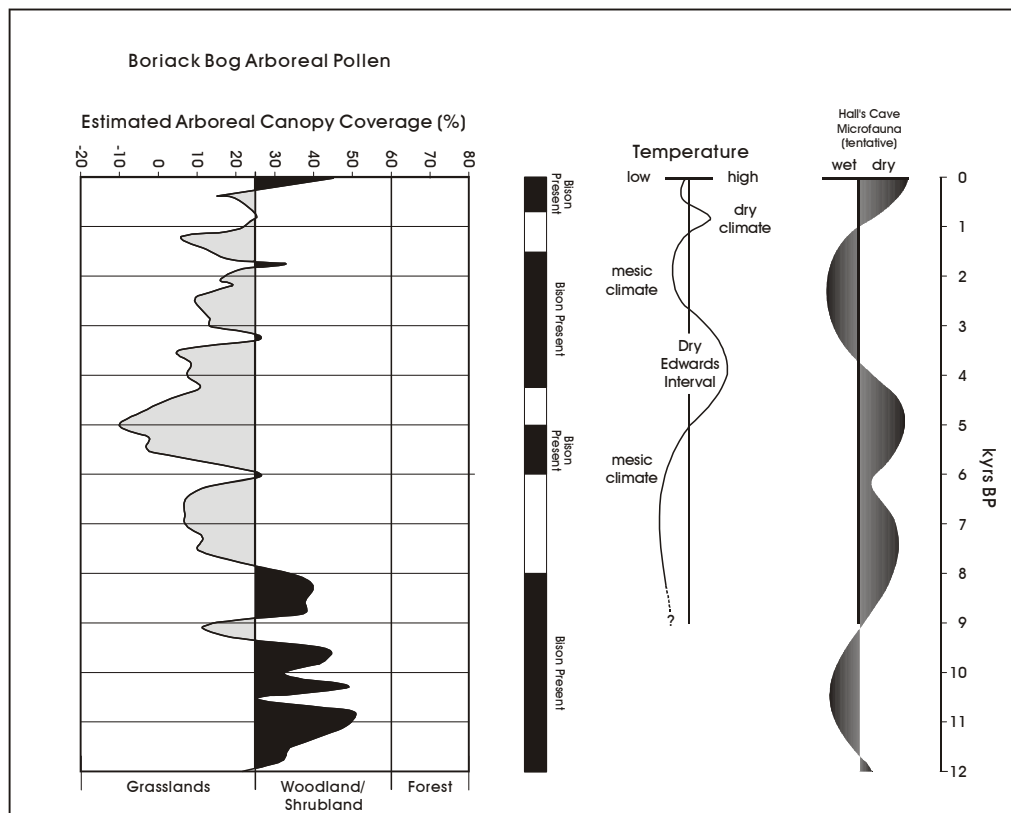 Boriack Bog Arboreal Pollen
Estimated Arboreal Canopy Coverage (%)
-20 -10 0 10 20 30 40 50 60 70 80
Grasslands
Woodland/
Shrubland
Forest
Bison
Present
Bison Present
Bison
Present
Bison Present
Temperature
low high
dry
climate
mesic
climate
Dry
Edwards
Interval
mesic
climate
?
Hall's Cave
Microfauna
(tentative)
wet dry
0
1
2
3
4
5
6
7
8
9
10
11
12
kyrs BP